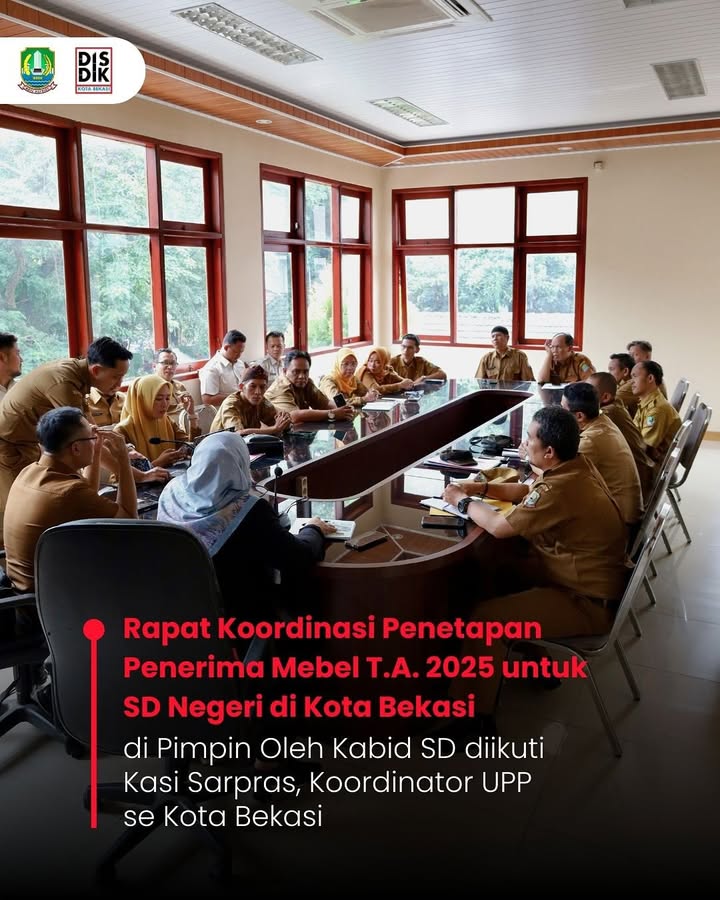 DIS
DIK
KOTA BEKASI
Rapat Koordinasi Penetapan
Penerima Mebel T.A. 2025 untuk
SD Negeri di Kota Bekasi
di Pimpin Oleh Kabid SD diikuti
Kasi Sarpras, Koordinator UPP
se Kota Bekasi